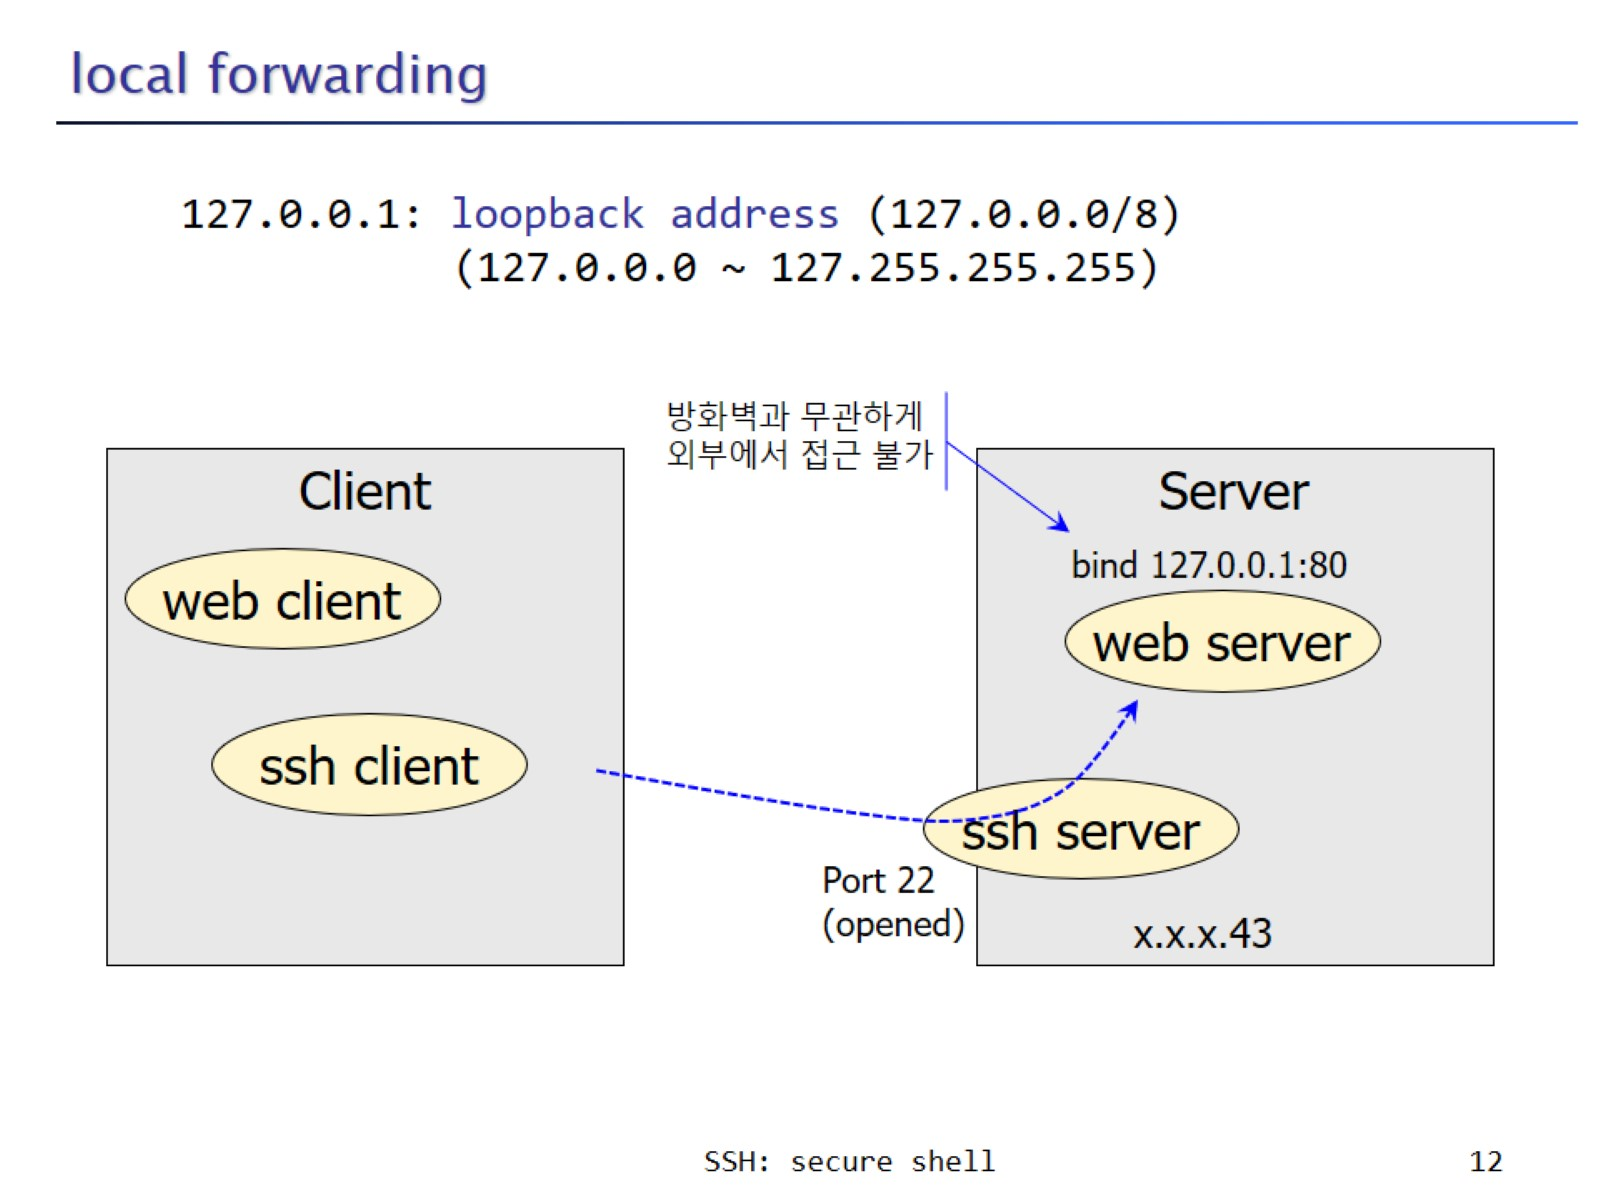 local forwarding
127.0.0.1: loopback address (127.0.0.0/8)
(127.0.0.0 ~ 127.255.255.255)
방화벽과 무관하게
외부에서 접근 불가
Client
web client
ssh client
Server
bind 127.0.0.1:80
web server
ssh server
Port 22
(opened)
x.x.x.43
SSH: secure shell
12